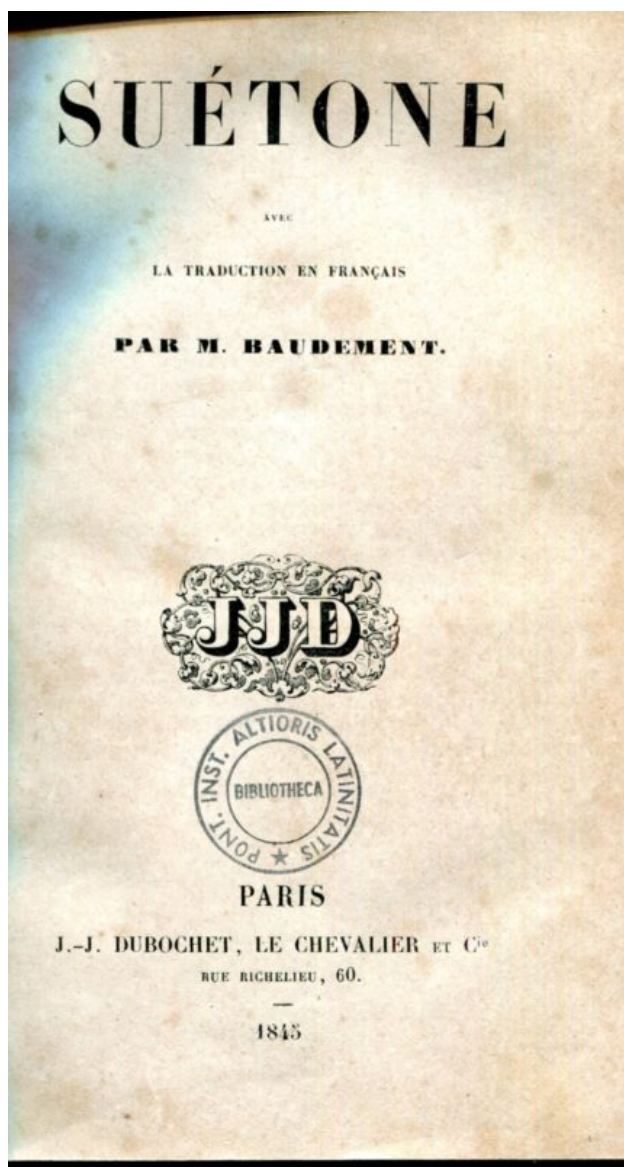 SUÉTONE
AVEC
LA TRADUCTION EN FRANÇAIS
PAR M. BAUDEMENT.
JJD
PONT. INST. ALTIORIS LATINITATIS
BIBLIOTHECA
PARIS
J.-J. DUBOCHET, LE CHEVALIER ET Cie
RUE RICHELIEU, 60.
1845